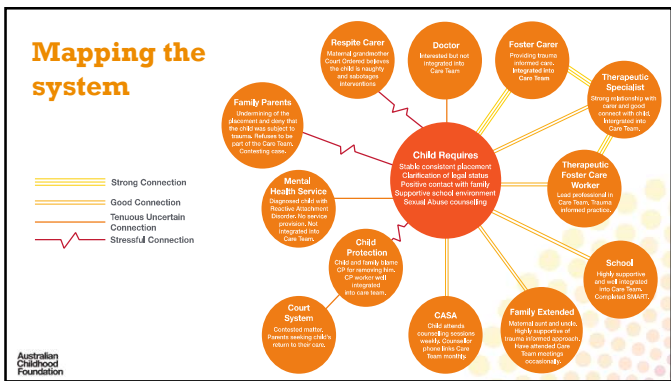 Mapping the
system
Respite Carer
Maternal grandmother
Court Ordered believes
the child is naughty
and sabotages
interventions
Doctor
Interested but not
integrated into
Care Team
Foster Carer
Providing trauma
informed care.
Integrated into
Care Team
Therapeutic
Specialist
Strong relationship with
carer and good
connect with child.
Intergrated into
Care Team.
Family Parents
Undermining of the
placement and deny that
the child was subject to
trauma. Refuses to be
part of the Care Team.
Contesting case.
Child Requires
Stable consistent placement
Clarification of legal status
Positive contact with family
Supportive school environment
Sexual Abuse counselling
Therapeutic
Foster Care
Worker
Lead professional in
Care Team, Trauma
informed practice.
Mental
Health Service
Diagnosed child with
Reactive Attachment
Disorder. No service
provision. Not
Integrated into
Care Team.
Strong Connection
Good Connection
Tenuous Uncertain
Connection
Stressful Connection
Child
Protection
Child and family blame
CP for removing him.
CP worker well
integrated
into care team.
School
Highly supportive
and well integrated
Into Care Team.
Completed SMART.
Court
System
Contested matter.
Parents seeking child's
return to their care.
CASA
Child attends
counselling sessions
weekly. Counsellor
phone links Care
Team monthly.
Family Extended
Maternal aunt and uncle.
Highly supportive of
trauma informed approach.
Have attended Care
Team meetings
occasionally.
Australian
Childhood
Foundation